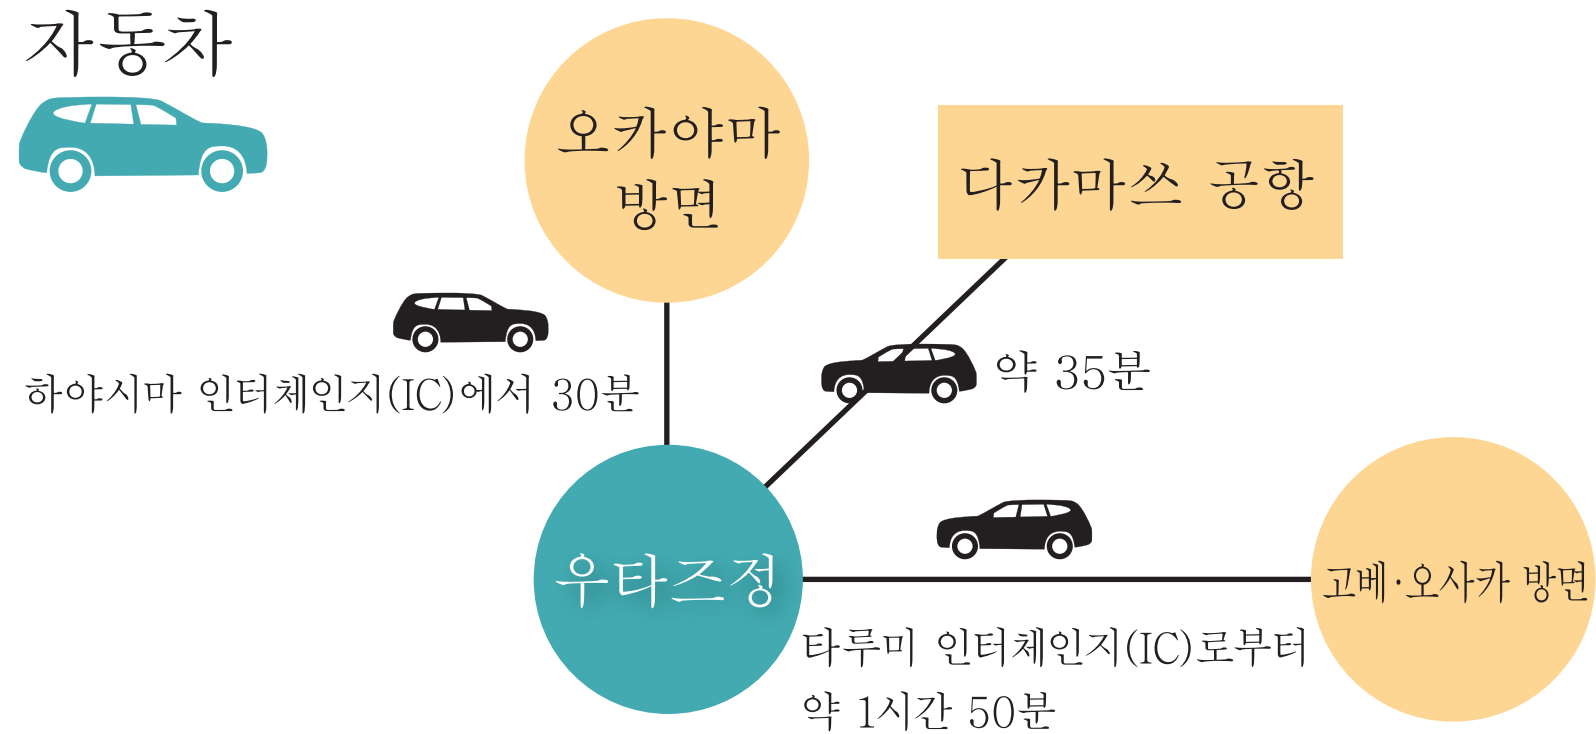 자동차
오카야마
방면
다카마쓰 공항
하야시마 인터체인지(IC)에서 30분
약 35분
우타즈정
고베·오사카 방면
타루미 인터체인지(IC)로부터
약 1시간 50분